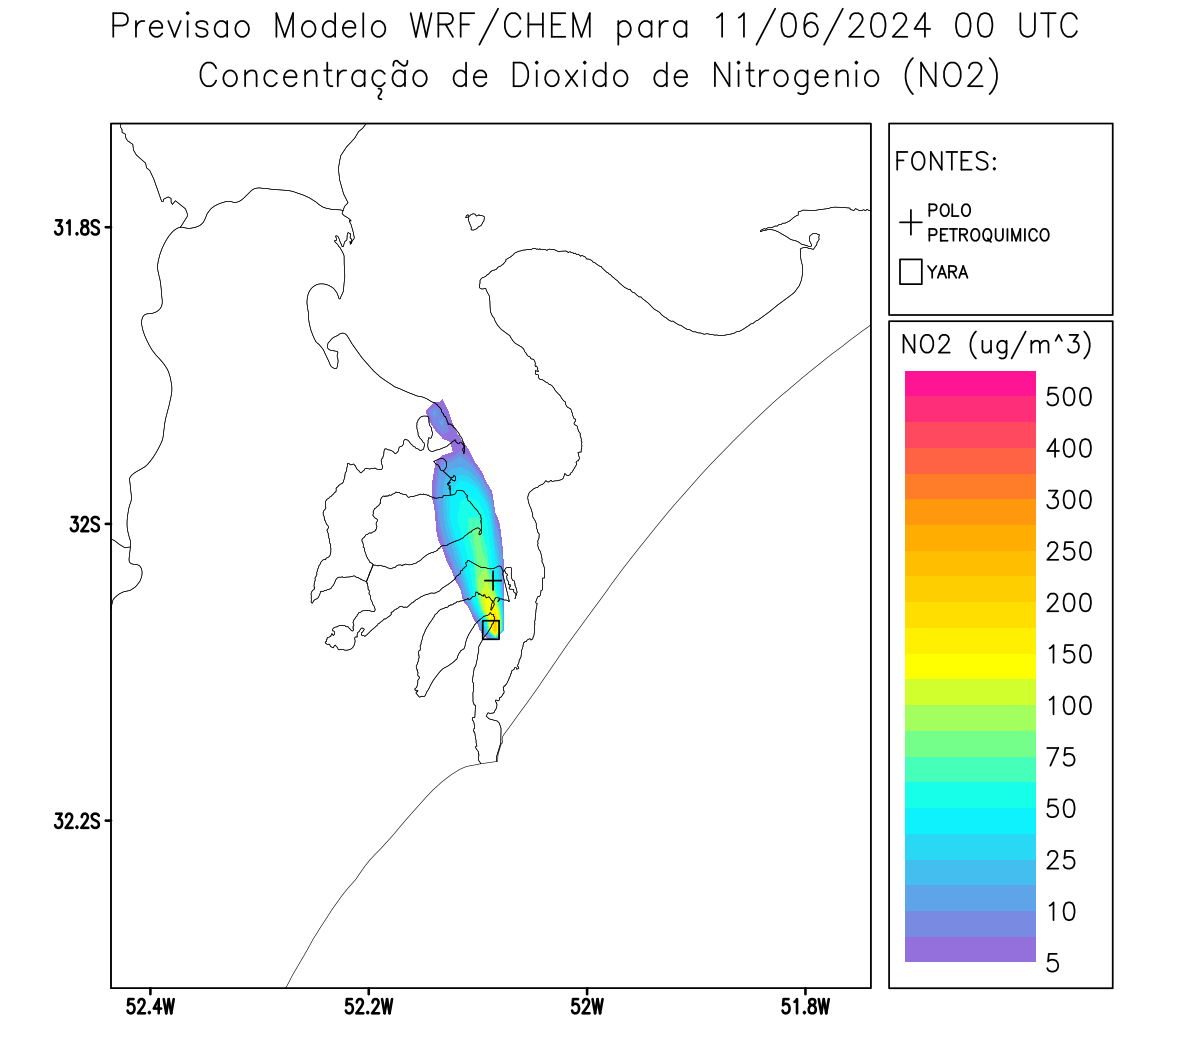 Previsao Modelo WRF/CHEM para 11/06/2024 00 UTC
Concentração de Dioxido de Nitrogenio (NO2)
FONTES:
POLO
PETROQUIMICO
YARA
NO2 (ug/m^3)
500
400
300
250
200
150
100
75
50
25
10
5
31.8S
32S
32.2S
52.4W
52.2W
52W
51.8W